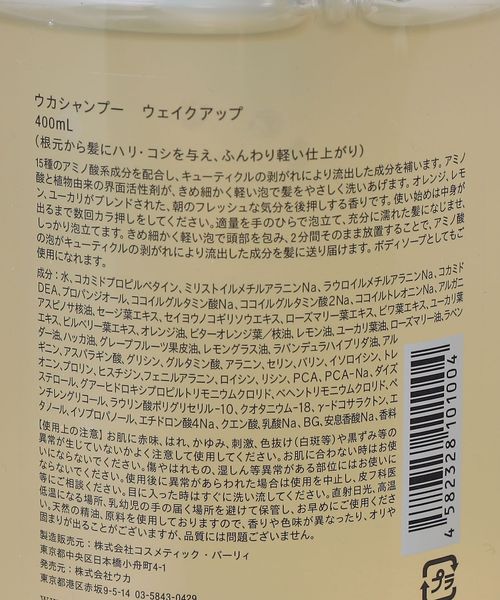 ウカシャンプー ウェイクアップ
400mL
(根元から髪にハリ・コシを与え、ふんわり軽い仕上がり)
15種のアミノ酸系成分を配合し、キューティクルの剥がれにより流出した成分を補います。アミノ
酸と植物由来の界面活性剤が、きめ細かく軽い泡で髪をやさしく洗いあげます。オレンジ、レモ
ン、ユーカリがブレンドされた、朝のフレッシュな気分を後押しする香りです。使い始めは中身が
出るまで数回カラ押しをしてください。適量を手のひらで泡立て、充分に濡れた髪になじませ、
しっかり泡立てます。きめ細かく軽い泡で頭部を包み、2分間そのまま放置することで、アミノ酸
の泡がキューティクルの剥がれにより流出した成分を髪に送り届けます。ボディソープとしてもご
使用になれます。
成分:水、コカミドプロピルベタイン、ミリストイルメチルアラニンNa、ラウロイルメチルアラニンNa、コカミド
DEA、プロパンジオール、ココイルグルタミン酸Na、ココイルグルタミン酸2Na、ココイルトレオニンNa、アルガニ
アスピノサ核油、セージ葉エキス、セイヨウノコギリソウエキス、ローズマリー葉エキス、ビワ葉エキス、ユーカリ葉
エキス、ビルベリー葉エキス、オレンジ油、ビターオレンジ葉/枝油、レモン油、ユーカリ葉油、ローズマリー油、ラベン
ダー油、ハッカ油、グレープフルーツ果皮油、レモングラス油、ラバンデュラハイブリダ油、アル
ギニン、アスパラギン酸、グリシン、グルタミン酸、アラニン、セリン、バリン、イソロイシン、トレ
オニン、プロリン、ヒスチジン、フェニルアラニン、ロイシン、リシン、PCA、PCA-Na、ダイズ
ステロール、グアーヒドロキシプロピルトリモニウムクロリド、ベヘントリモニウムクロリド、ペ
ンチレングリコール、ラウリン酸ポリグリセリル-10、クオタニウム-18、γ-ドコサラクトン、エ
タノール、イソプロパノール、エチドロン酸4Na、クエン酸、乳酸Na、BG、安息香酸Na、香料
【使用上の注意】お肌に赤味、はれ、かゆみ、刺激、色抜け(白斑等)や黒ずみ等の
異常が生じていないかよく注意して使用してください。お肌に合わない時はお使
いにならないでください。傷やはれもの、湿しん等異常がある部位にはお使いに
ならないでください。使用後に異常があらわれた場合は使用を中止し、皮フ科医
等にご相談ください。目に入った時はすぐに洗い流してください。直射日光、高温
低温になる場所、乳幼児の手の届く場所を避けて保管し、お早めにご使用くださ
い。天然の精油、原料を使用しておりますので、香りや色味が異なったり、オリや
固まりが出ることがございますが、品質には問題ございません。
製造販売元:株式会社コスメティック・パーリィ
東京都中央区日本橋小舟町4-1
発売元:株式会社ウカ
東京都港区赤坂9-5-14 03-5843-0429
4 582328 101004
プラ